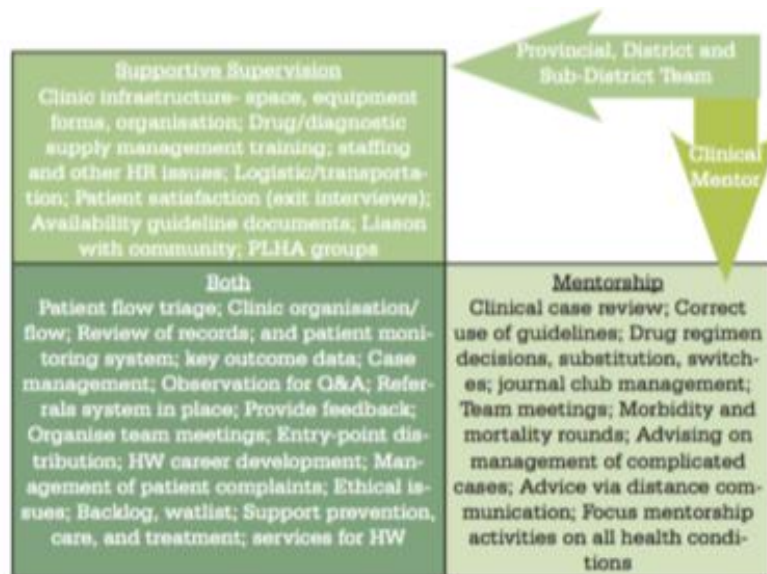 Provincial, District and
Sub-District Team
Clinical
Mentor
Supportive Supervision
Clinic infrastructure- space, equipment
forms, organisation; Drug/diagnostic
supply management training; staffing
and other HR issues; Logistic/transporta-
tion; Patient satisfaction (exit interviews);
Availability guideline documents; Liason
with community; PLHA groups
Both
Patient flow triage; Clinic organisation/
flow; Review of records; and patient moni-
toring system; key outcome data; Case
management; Observation for Q&A; Refer-
rals system in place; Provide feedback;
Organise team meetings; Entry-point dis-
tribution; HW career development; Man-
agement of patient complaints; Ethical is-
sues; Backlog, watlist; Support prevention,
care, and treatment; services for HW
Mentorship
Clinical case review; Correct
use of guidelines; Drug regimen
decisions, substitution, switch-
es; journal club management;
Team meetings; Morbidity and
mortality rounds; Advising on
management of complicated
cases; Advice via distance com-
munication; Focus mentorship
activities on all health condi-
tions